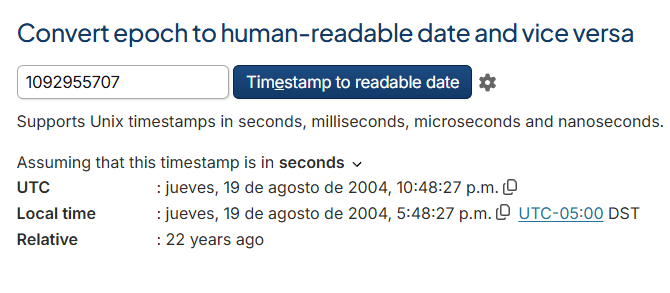 Convert epoch to human-readable date and vice versa
1092955707 Timestamp to readable date
Supports Unix timestamps in seconds, milliseconds, microseconds and nanoseconds.
Assuming that this timestamp is in seconds
UTC : jueves, 19 de agosto de 2004, 10:48:27 p.m.
Local time : jueves, 19 de agosto de 2004, 5:48:27 p.m. UTC-05:00 DST
Relative : 22 years ago